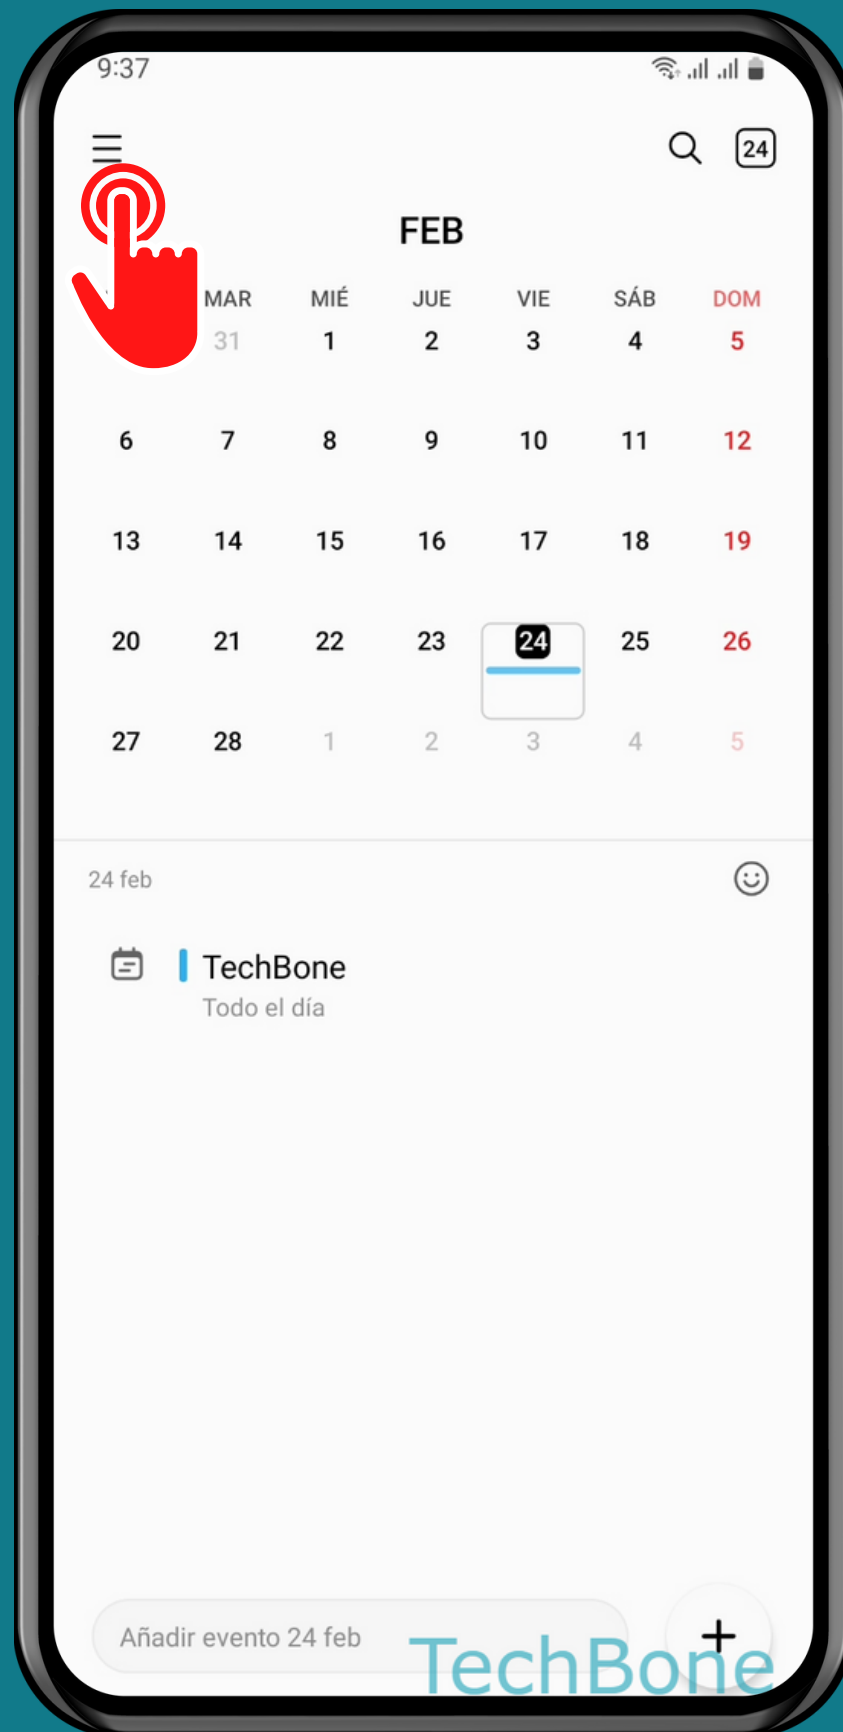 9:37
24
FEB
MAR MIÉ JUE VIE SÁB DOM
31 1 2 3 4 5
6 7 8 9 10 11 12
13 14 15 16 17 18 19
20 21 22 23 24 25 26
27 28 1 2 3 4 5
24 feb
TechBone
Todo el día
Añadir evento 24 feb
TechBone